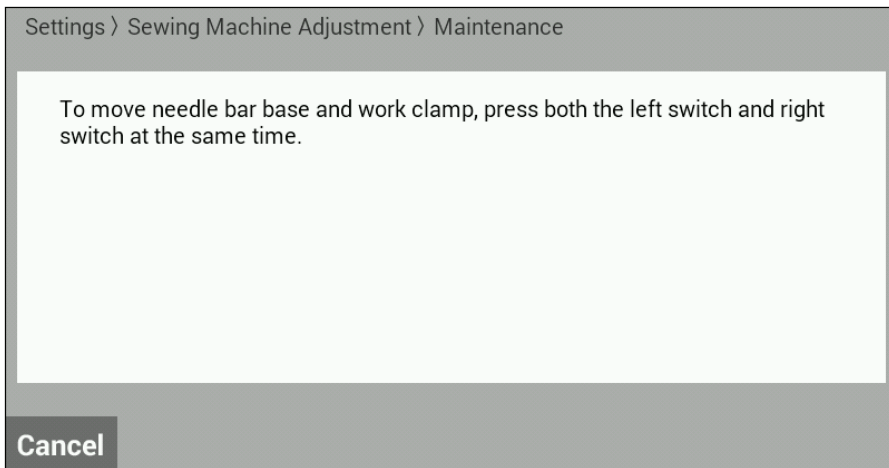 Settings 〉 Sewing Machine Adjustment 〉 Maintenance
To move needle bar base and work clamp, press both the left switch and right
switch at the same time.
Cancel